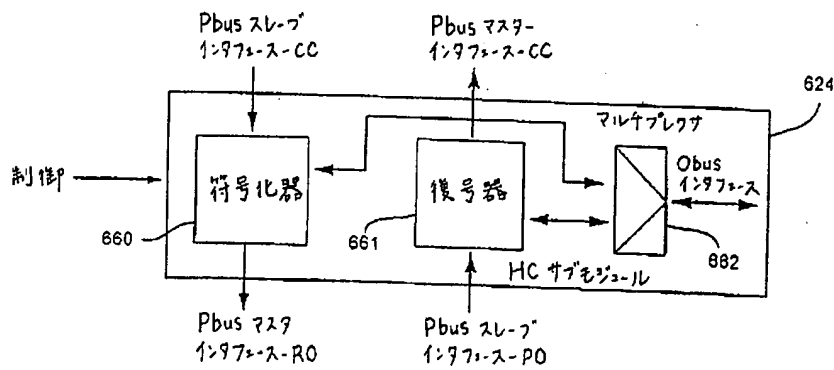 Pbus スレーブ
インタフェース-CC
Pbus マスター
インタフェース-CC
624
マルチプレクサ
制御
符号化器
復号器
Obus
インタフェース
660
661
662
HC サブモジュール
Pbus マスタ
インタフェース-RO
Pbus スレーブ
インタフェース-PO